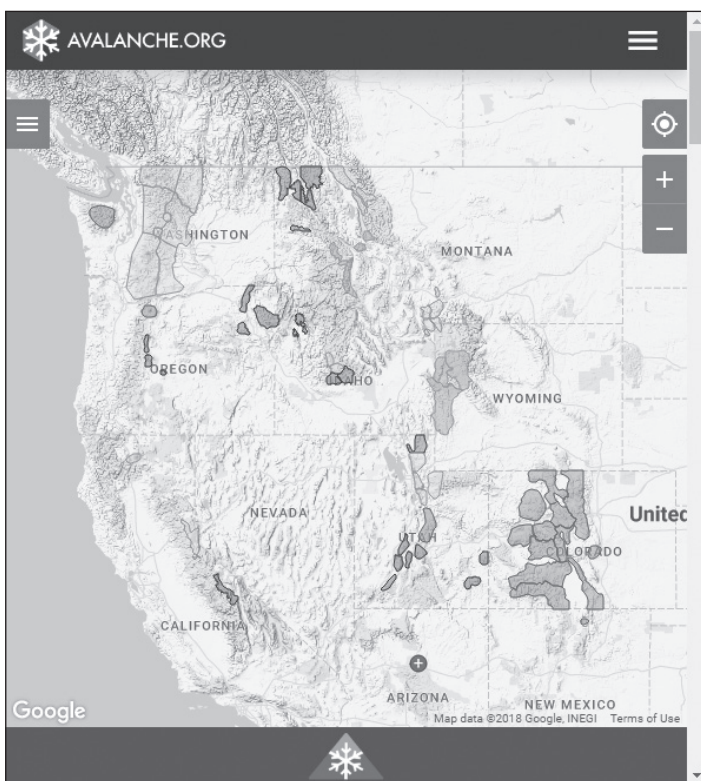 AVALANCHE.ORG
WASHINGTON
MONTANA
OREGON
IDAHO
WYOMING
NEVADA
United
UTAH
COLORADO
CALIFORNIA
ARIZONA
NEW MEXICO
Google
Map data ©2018 Google, INEGI Terms of Use